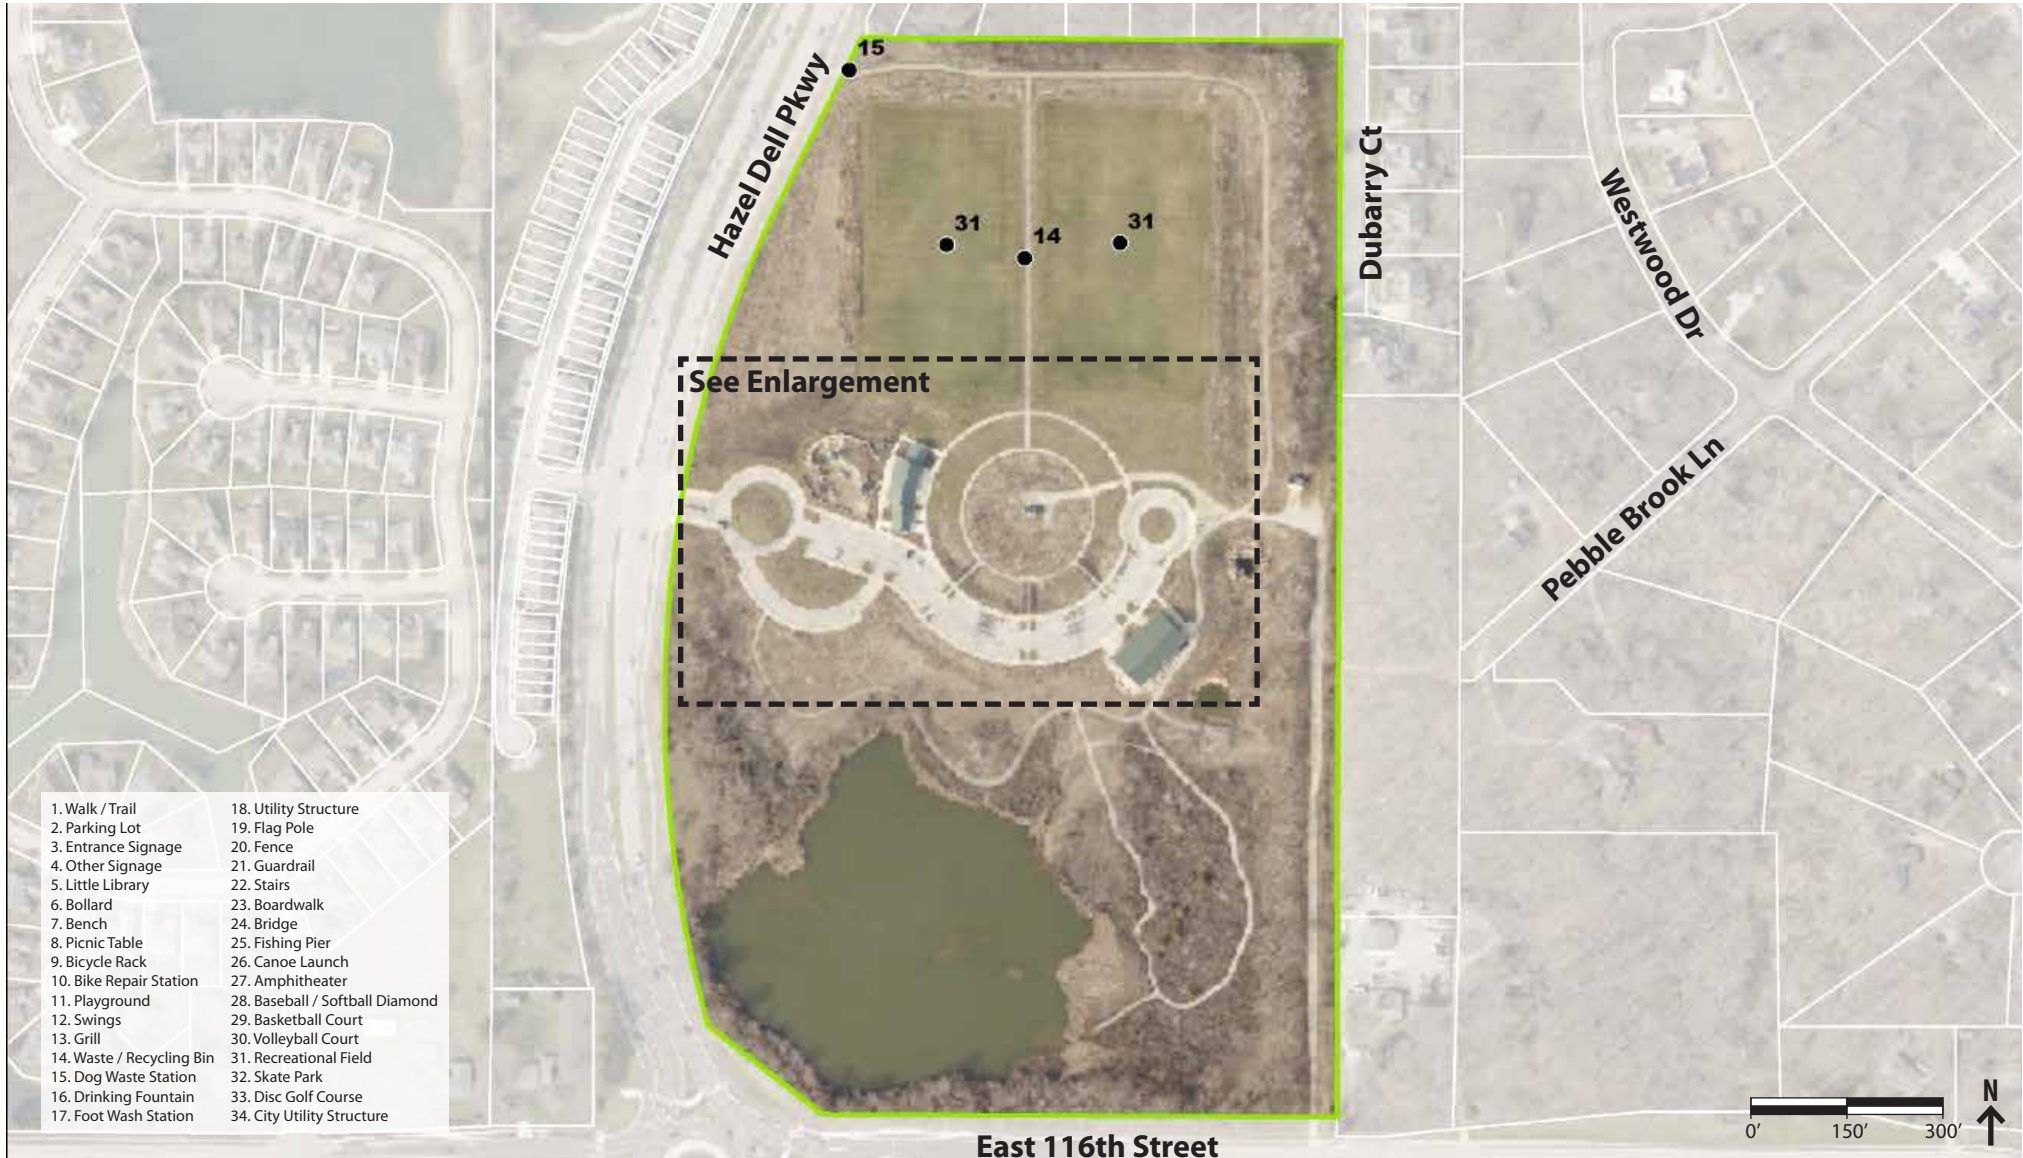 15
Hazel Dell Pkwy
Dubarry Ct
Westwood Dr
31
14
31
See Enlargement
Pebble Brook Ln
1. Walk / Trail
2. Parking Lot
3. Entrance Signage
4. Other Signage
5. Little Library
6. Bollard
7. Bench
8. Picnic Table
9. Bicycle Rack
10. Bike Repair Station
11. Playground
12. Swings
13. Grill
14. Waste / Recycling Bin
15. Dog Waste Station
16. Drinking Fountain
17. Foot Wash Station
18. Utility Structure
19. Flag Pole
20. Fence
21. Guardrail
22. Stairs
23. Boardwalk
24. Bridge
25. Fishing Pier
26. Canoe Launch
27. Amphitheater
28. Baseball / Softball Diamond
29. Basketball Court
30. Volleyball Court
31. Recreational Field
32. Skate Park
33. Disc Golf Course
34. City Utility Structure
N
0’ 150’ 300’
East 116th Street